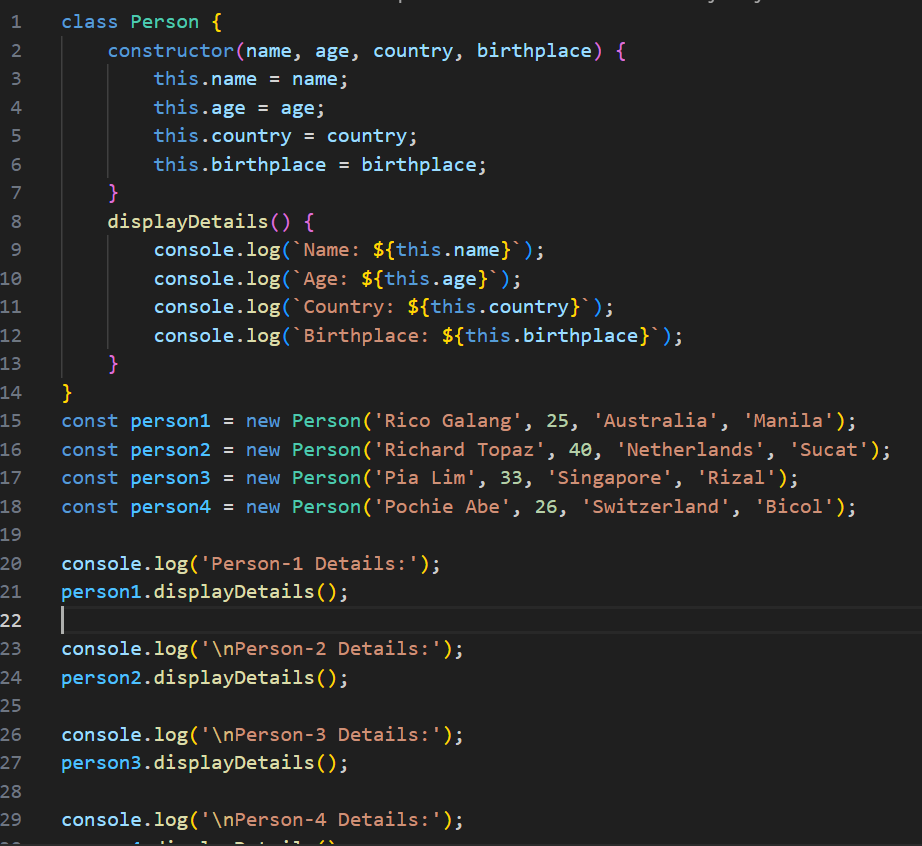 1 class Person {
2 constructor(name, age, country, birthplace) {
3 this.name = name;
4 this.age = age;
5 this.country = country;
6 this.birthplace = birthplace;
7 }
8 displayDetails() {
9 console.log(`Name: ${this.name}`);
10 console.log(`Age: ${this.age}`);
11 console.log(`Country: ${this.country}`);
12 console.log(`Birthplace: ${this.birthplace}`);
13 }
14 }
15 const person1 = new Person('Rico Galang', 25, 'Australia', 'Manila');
16 const person2 = new Person('Richard Topaz', 40, 'Netherlands', 'Sucat');
17 const person3 = new Person('Pia Lim', 33, 'Singapore', 'Rizal');
18 const person4 = new Person('Pochie Abe', 26, 'Switzerland', 'Bicol');
19
20 console.log('Person-1 Details:');
21 person1.displayDetails();
22
23 console.log('\nPerson-2 Details:');
24 person2.displayDetails();
25
26 console.log('\nPerson-3 Details:');
27 person3.displayDetails();
28
29 console.log('\nPerson-4 Details:');